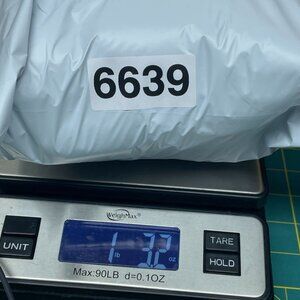 6639
WeighMax
UNIT
1 lb 3.2 oz
TARE
HOLD
Max:90LB d=0.1OZ